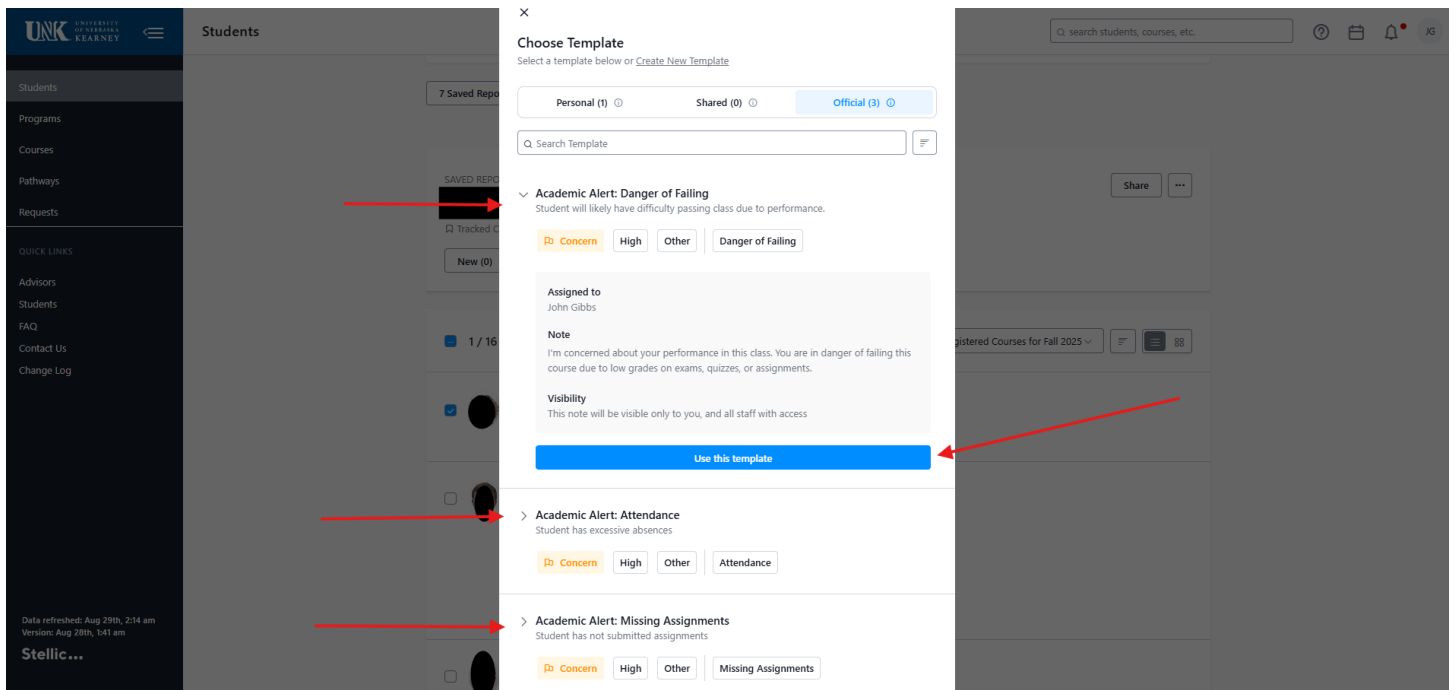 UNK UNIVERSITY OF NEBRASKA KEARNEY
Students
search students, courses, etc.
JG
Students
Programs
Courses
Pathways
Requests
QUICK LINKS
Advisors
Students
FAQ
Contact Us
Change Log
Data refreshed: Aug 29th, 2:14 am
Version: Aug 28th, 1:41 am
Stellic...
7 Saved Repo
SAVED REPO
Tracked C
New (0)
1 / 16
Share
gistered Courses for Fall 2025
Choose Template
Select a template below or Create New Template
Personal (1) Shared (0) Official (3)
Search Template
Academic Alert: Danger of Failing
Student will likely have difficulty passing class due to performance.
Concern High Other Danger of Failing
Assigned to
John Gibbs
Note
I'm concerned about your performance in this class. You are in danger of failing this
course due to low grades on exams, quizzes, or assignments.
Visibility
This note will be visible only to you, and all staff with access
Use this template
Academic Alert: Attendance
Student has excessive absences
Concern High Other Attendance
Academic Alert: Missing Assignments
Student has not submitted assignments
Concern High Other Missing Assignments